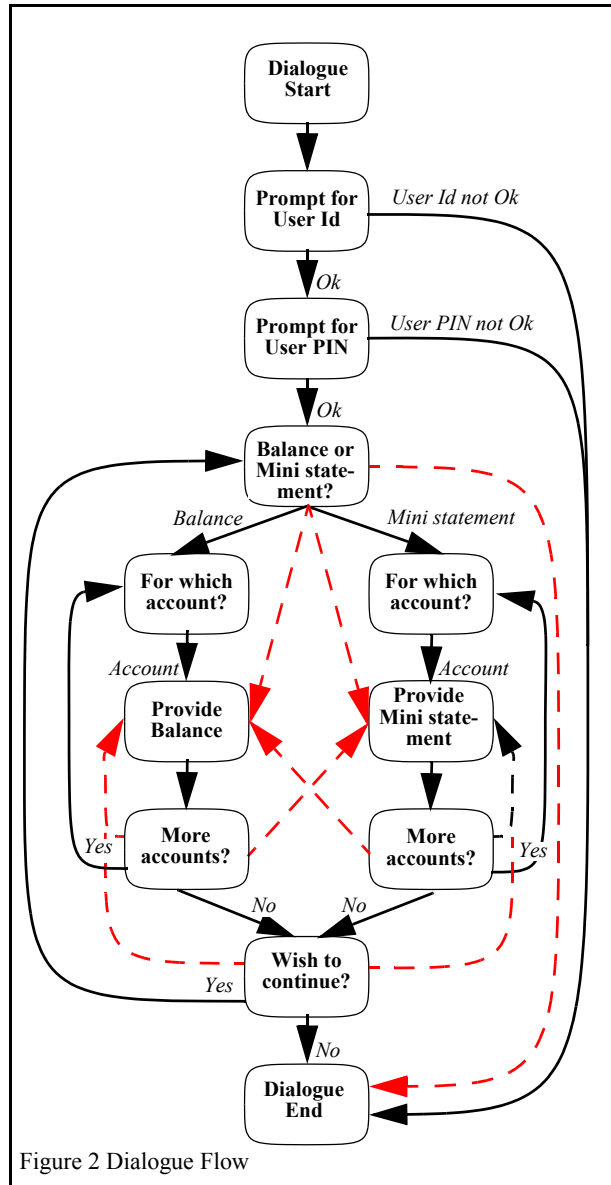 Dialogue
Start
Prompt for
User Id
User Id not Ok
Ok
Prompt for
User PIN
User PIN not Ok
Ok
Balance or
Mini state-
ment?
Balance
Mini statement
For which
account?
For which
account?
Account
Account
Provide
Balance
Provide
Mini state-
ment
More
accounts?
More
accounts?
Yes
Yes
No
No
Wish to
continue?
Yes
No
Dialogue
End
Figure 2 Dialogue Flow